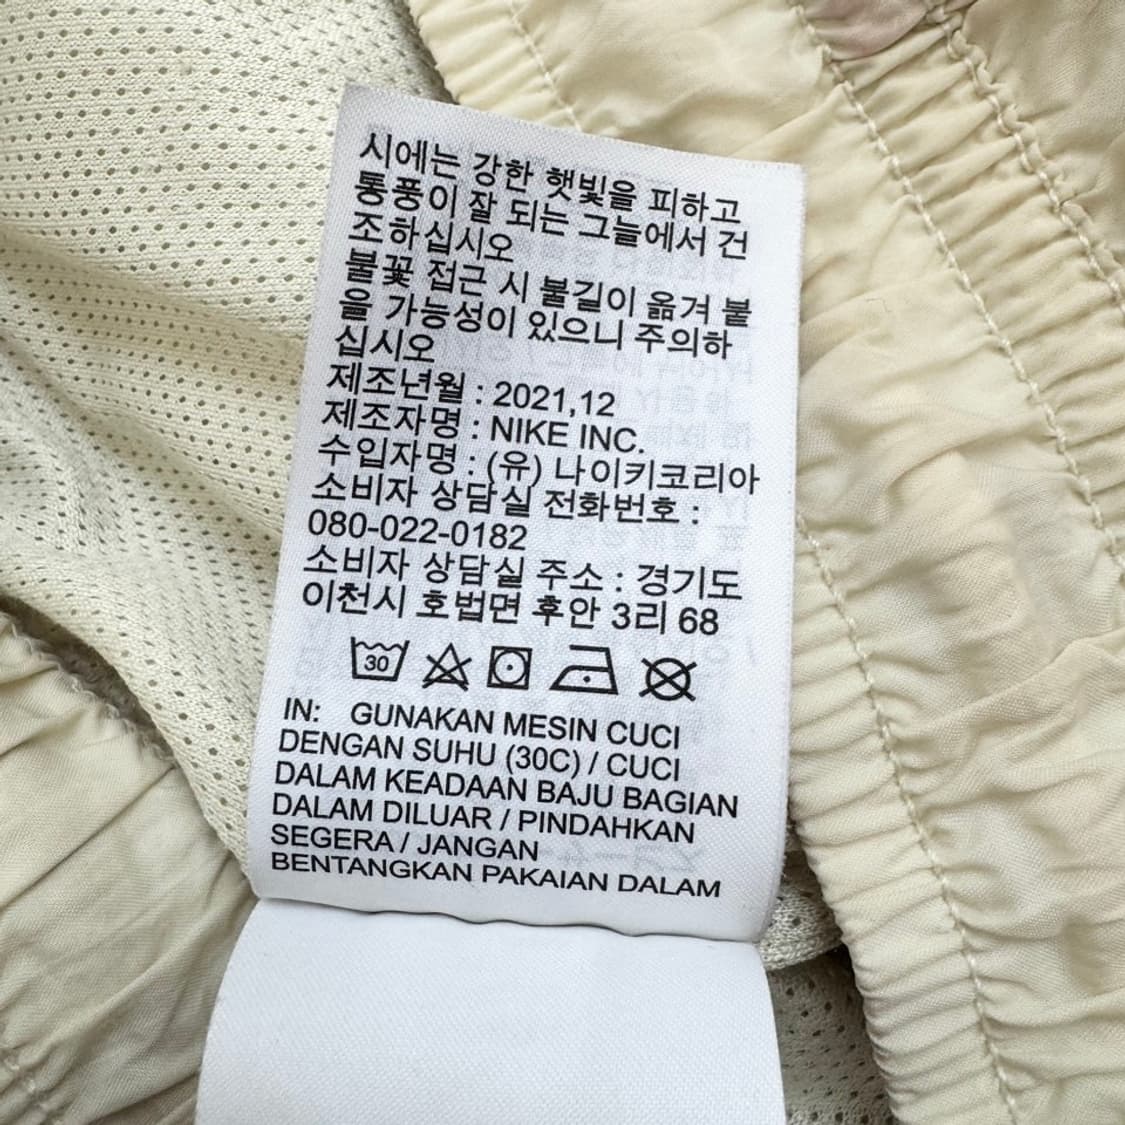 시에는 강한 햇빛을 피하고
통풍이 잘 되는 그늘에서 건
조하십시오
불꽃 접근 시 불길이 옮겨 붙
을 가능성이 있으니 주의하
십시오
제조년월 : 2021,12
제조자명 : NIKE INC.
수입자명 : (유) 나이키코리아
소비자 상담실 전화번호 :
080-022-0182
소비자 상담실 주소 : 경기도
이천시 호법면 후안 3리 68
30
IN: GUNAKAN MESIN CUCI
DENGAN SUHU (30C) / CUCI
DALAM KEADAAN BAJU BAGIAN
DALAM DILUAR / PINDAHKAN
SEGERA / JANGAN
BENTANGKAN PAKAIAN DALAM